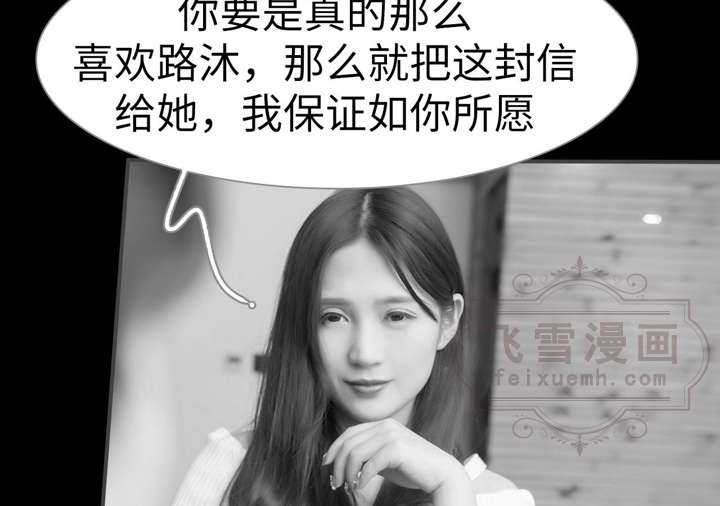 你要是真的那么
喜欢路沐，那么就把这封信
给她，我保证如你所愿
飞雪漫画
feixuemh.com